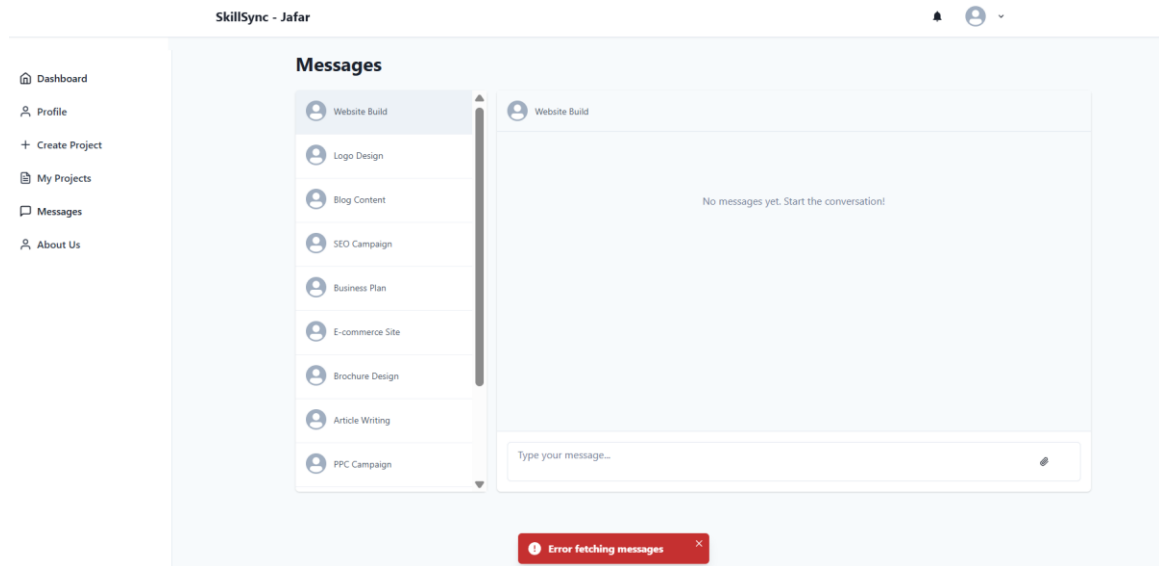 SkillSync - Jafar
Dashboard
Profile
Create Project
My Projects
Messages
About Us
Messages
Website Build
Logo Design
Blog Content
SEO Campaign
Business Plan
E-commerce Site
Brochure Design
Article Writing
PPC Campaign
Website Build
No messages yet. Start the conversation!
Type your message...
Error fetching messages